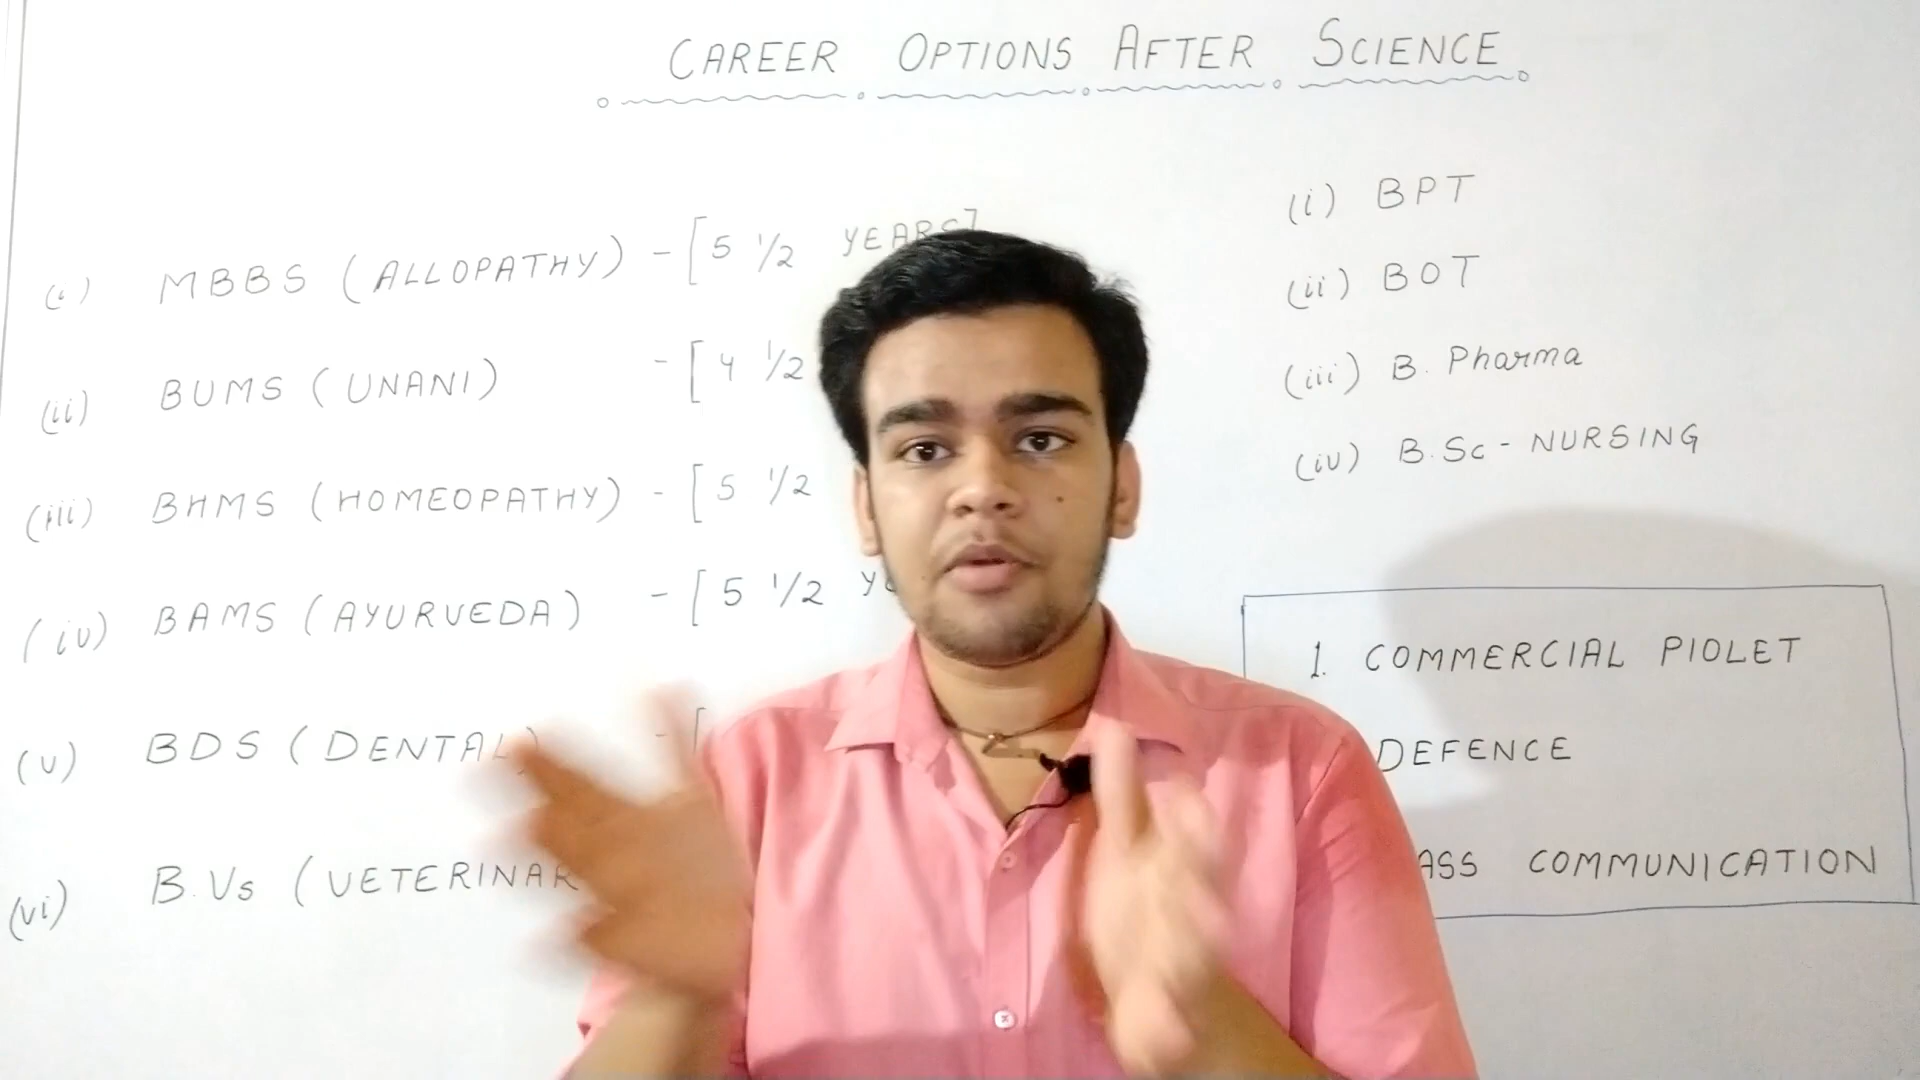 CAREER OPTIONS AFTER SCIENCE
(i) MBBS (ALLOPATHY) - [5 1/2 YEARS]
(ii) BUMS (UNANI) - [4 1/2
(iii) BHMS (HOMEOPATHY) - [5 1/2
(iv) BAMS (AYURVEDA) - [5 1/2
(v) BDS (DENTAL) - [
(vi) B.Vs (VETERINAR
(i) BPT
(ii) BOT
(iii) B. Pharma
(iv) B.Sc - NURSING
1. COMMERCIAL PIOLET
DEFENCE
ASS COMMUNICATION